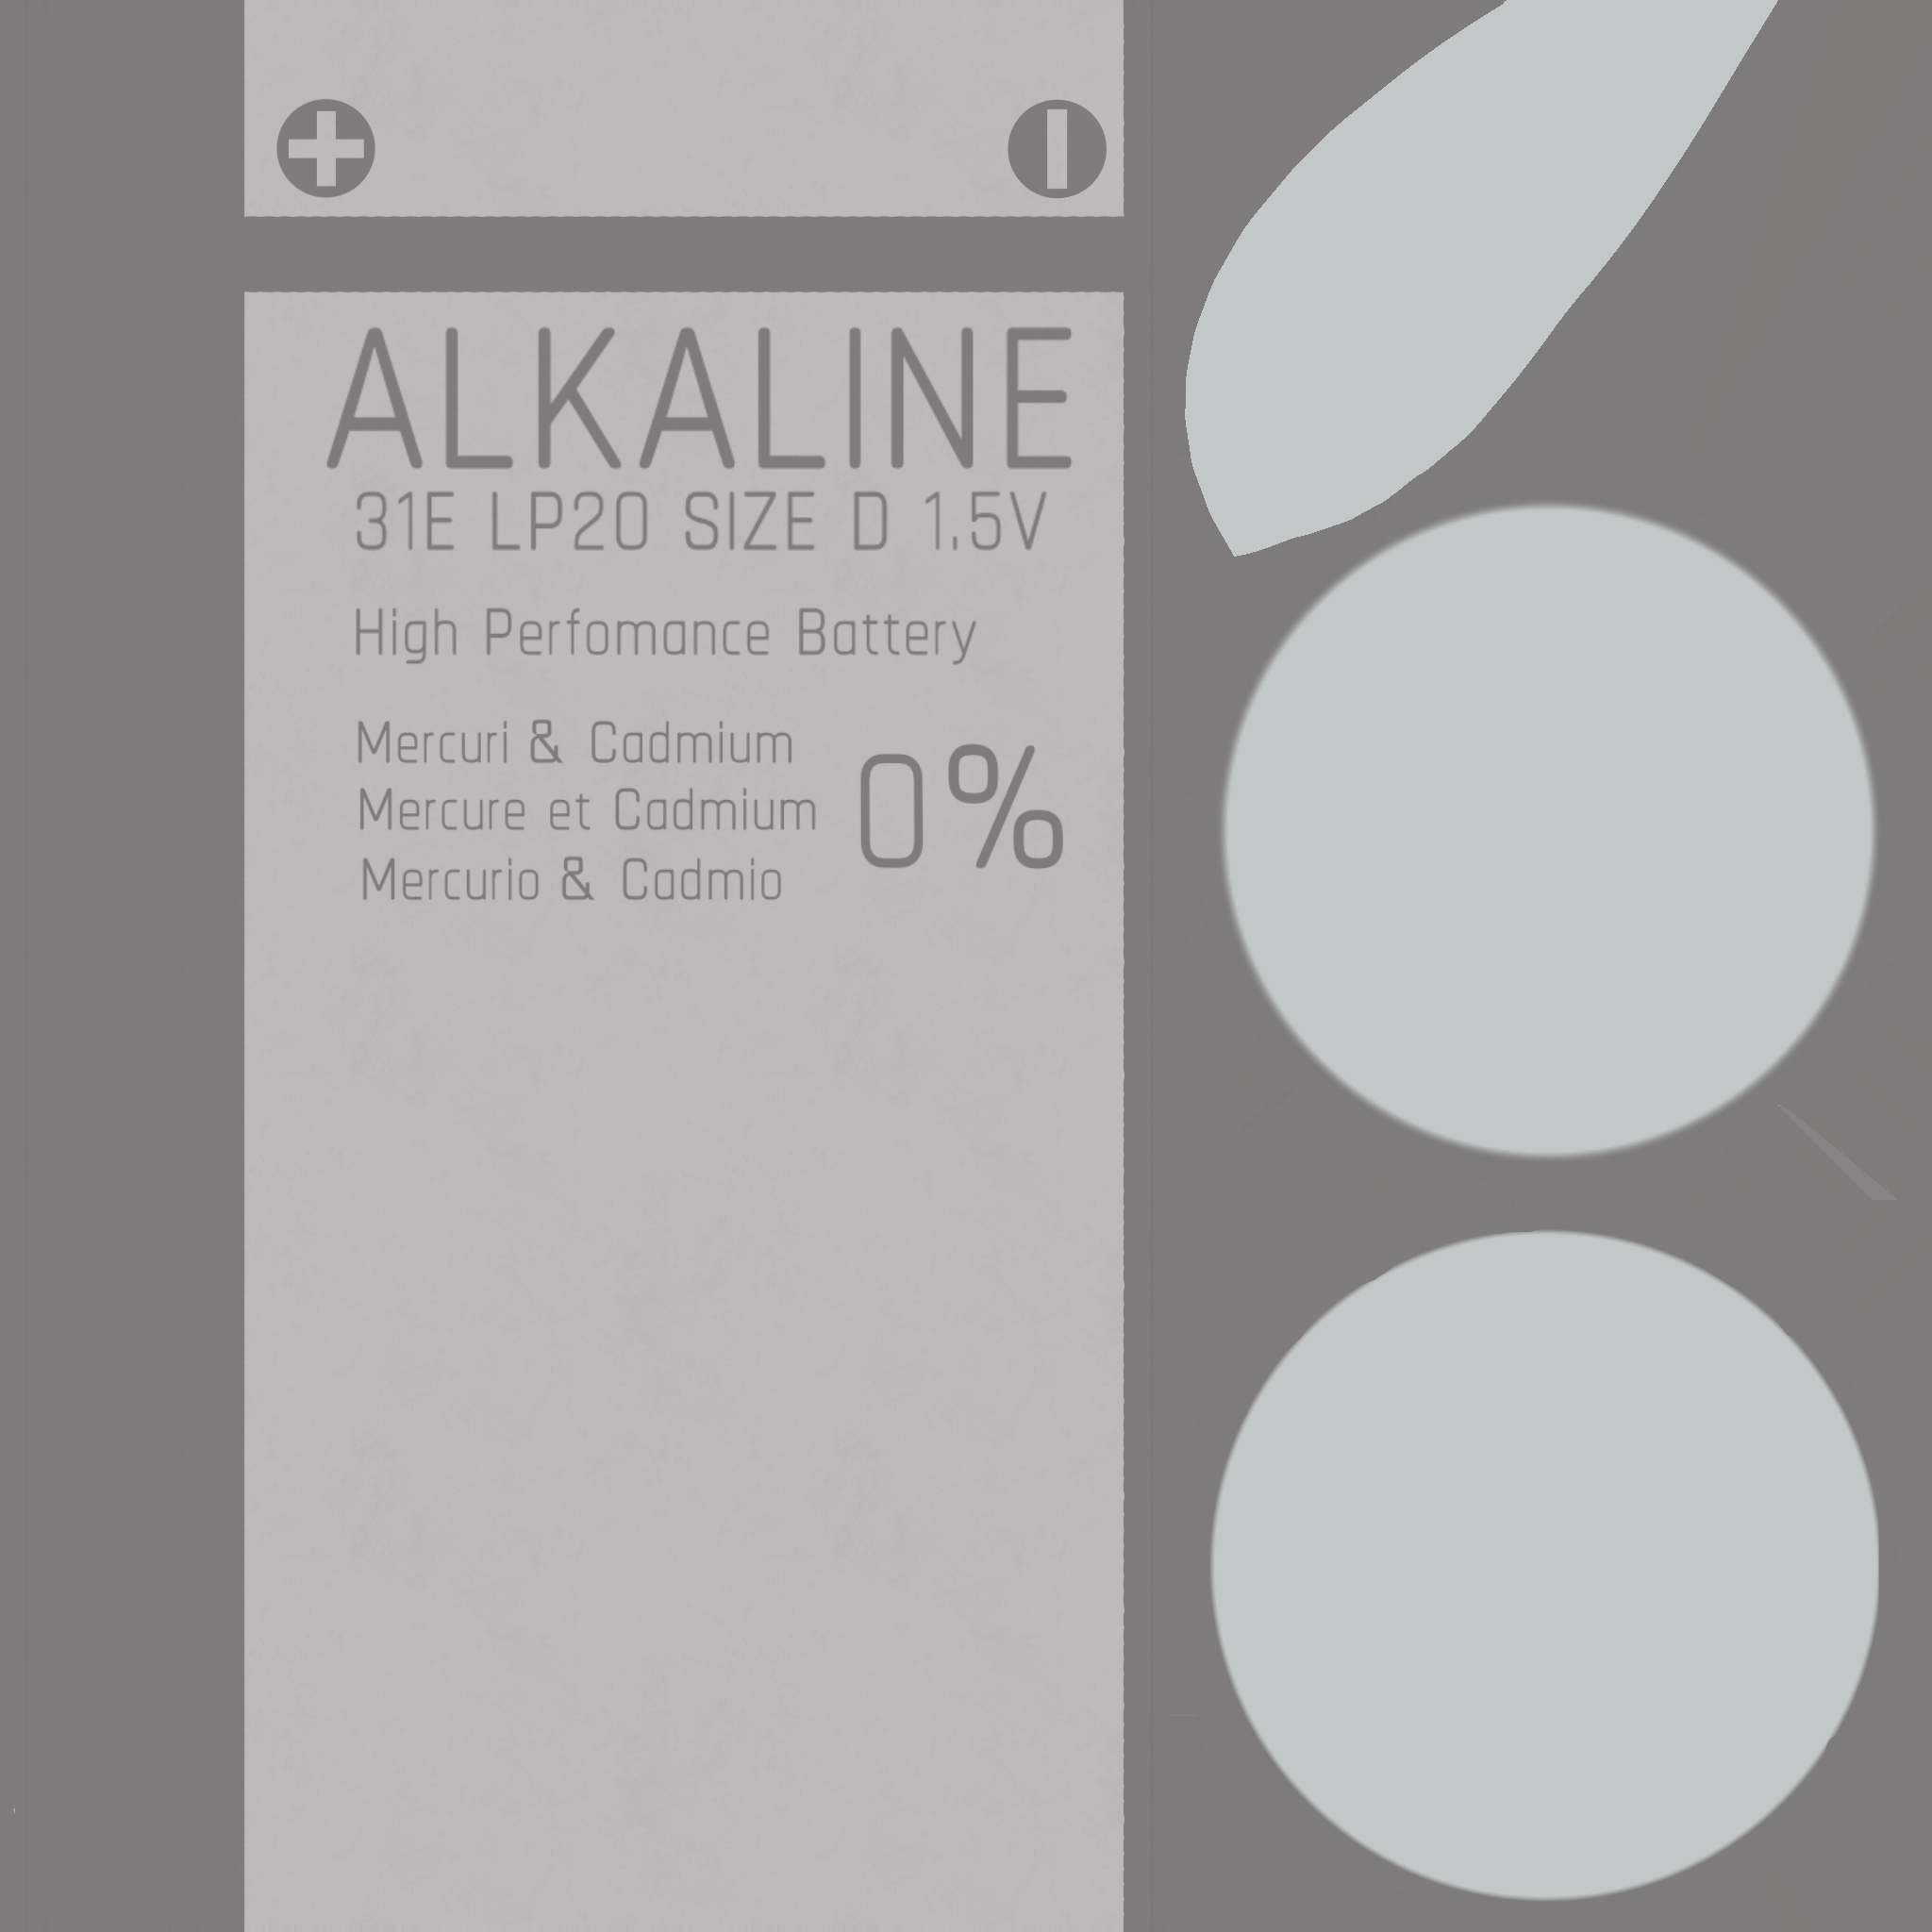 ALKALINE
31E LP20 SIZE D 1.5V
High Perfomance Battery
Mercuri & Cadmium
Mercure et Cadmium
Mercurio & Cadmio
0%